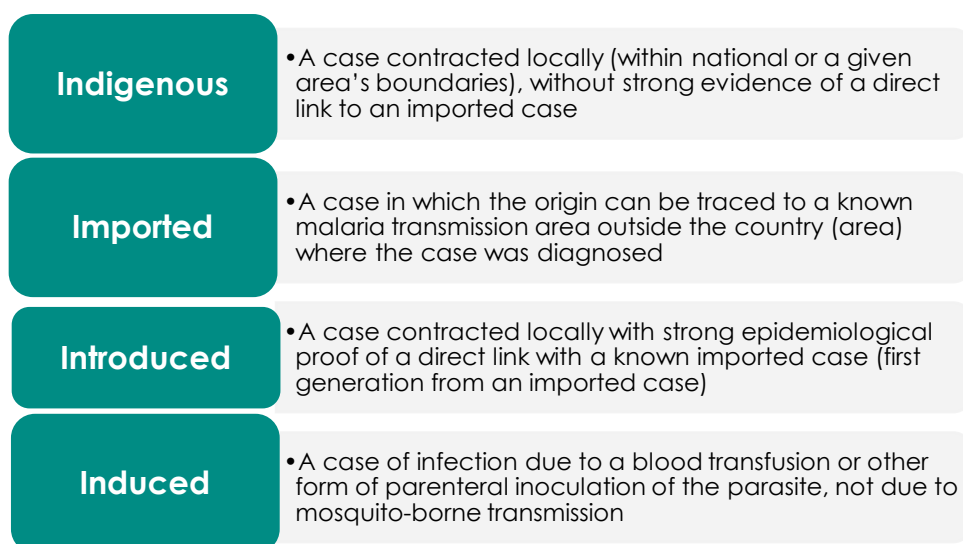 Indigenous
•A case contracted locally (within national or a given
area's boundaries), without strong evidence of a direct
link to an imported case
Imported
•A case in which the origin can be traced to a known
malaria transmission area outside the country (area)
where the case was diagnosed
Introduced
•A case contracted locally with strong epidemiological
proof of a direct link with a known imported case (first
generation from an imported case)
Induced
•A case of infection due to a blood transfusion or other
form of parenteral inoculation of the parasite, not due to
mosquito-borne transmission